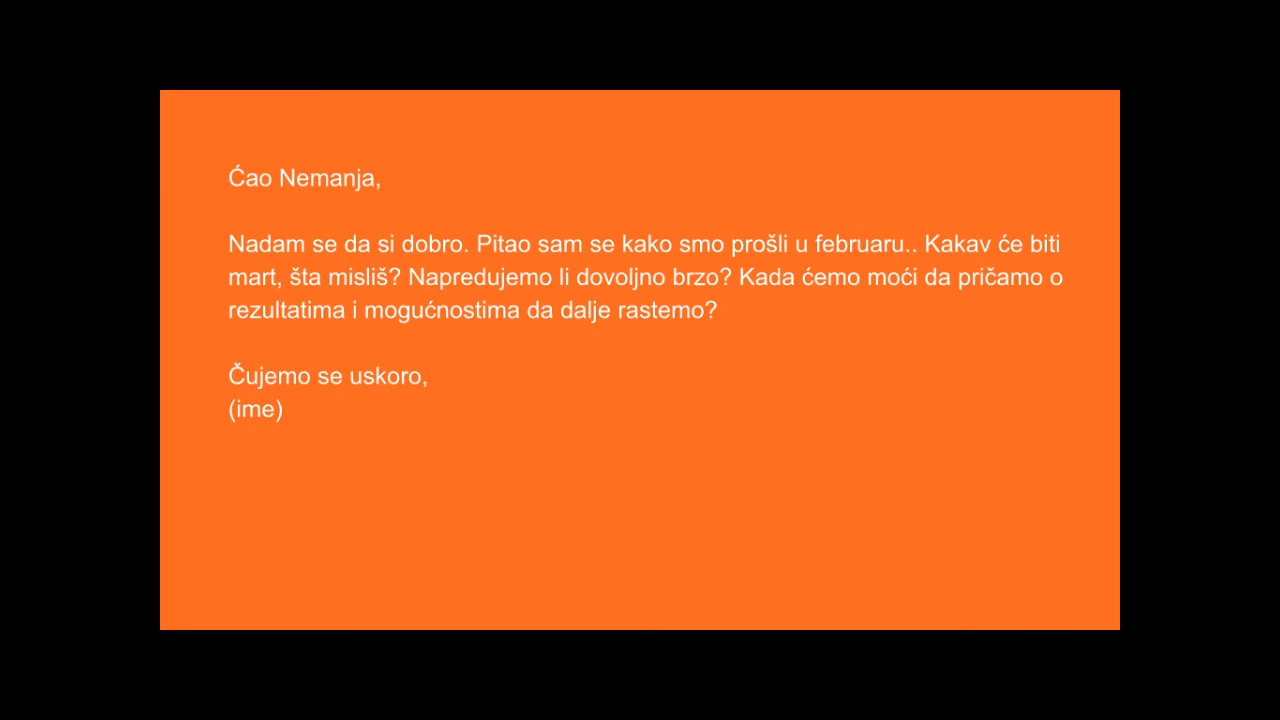 Ćao Nemanja,
Nadam se da si dobro. Pitao sam se kako smo prošli u februaru.. Kakav će biti
mart, šta misliš? Napredujemo li dovoljno brzo? Kada ćemo moći da pričamo o
rezultatima i mogućnostima da dalje rastemo?
Čujemo se uskoro,
(ime)